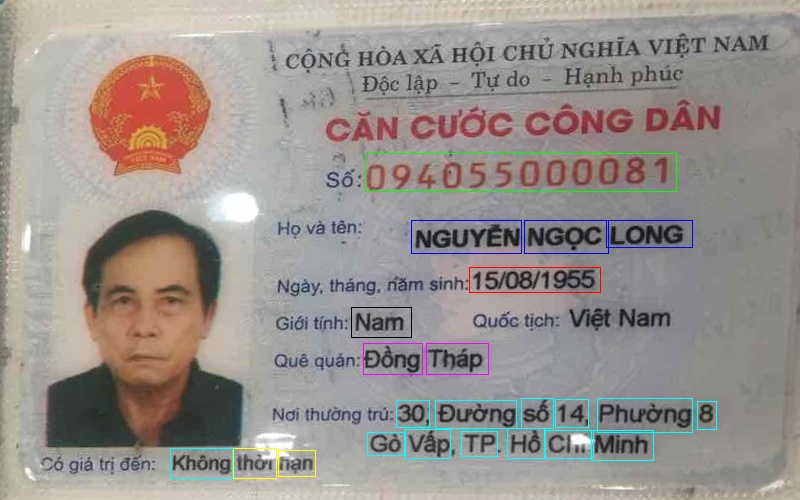 CỘNG HÒA XÃ HỘI CHỦ NGHĨA VIỆT NAM
Độc lập - Tự do - Hạnh phúc
CĂN CƯỚC CÔNG DÂN
Số: 094055000081
Họ và tên: NGUYỄN NGỌC LONG
Ngày, tháng, năm sinh: 15/08/1955
Giới tính: Nam Quốc tịch: Việt Nam
Quê quán: Đồng Tháp
Nơi thường trú: 30, Đường số 14, Phường 8
Gò Vấp, TP. Hồ Chí Minh
Có giá trị đến: Không thời hạn
VIỆT NAM